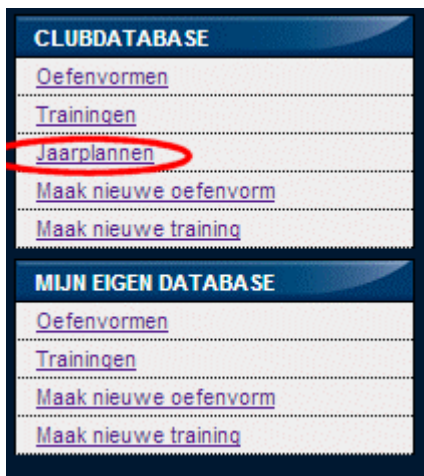 CLUBDATABASE
Oefenvormen
Trainingen
Jaarplannen
Maak nieuwe oefenvorm
Maak nieuwe training
MIJN EIGEN DATABASE
Oefenvormen
Trainingen
Maak nieuwe oefenvorm
Maak nieuwe training